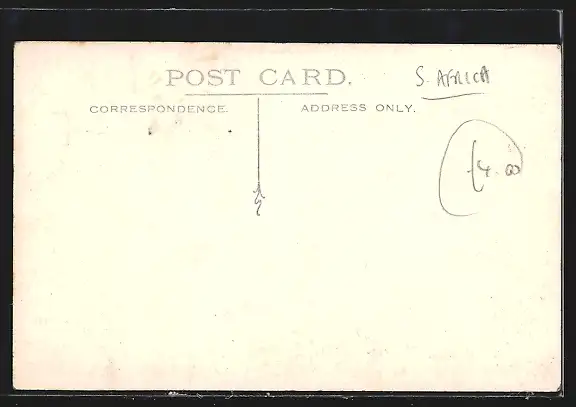 POST CARD.
S. AFRICA
CORRESPONDENCE.
ADDRESS ONLY.
£4.00